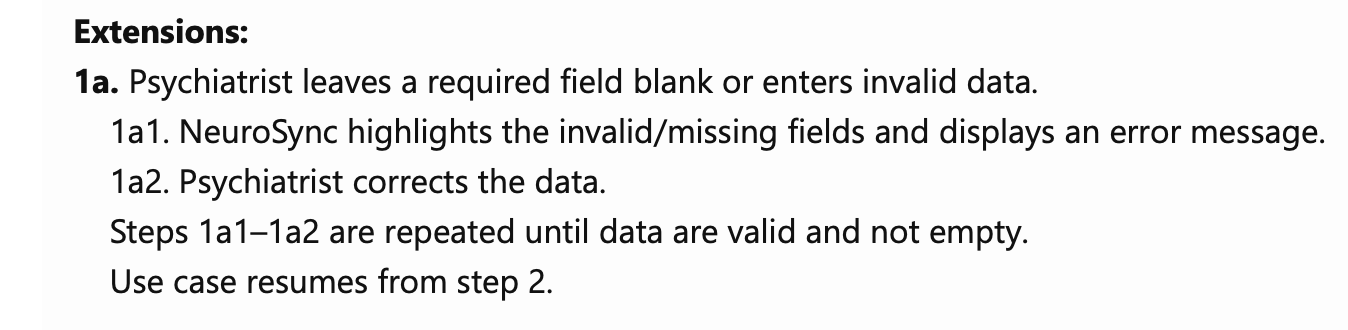 Extensions:
1a. Psychiatrist leaves a required field blank or enters invalid data.
1a1. NeuroSync highlights the invalid/missing fields and displays an error message.
1a2. Psychiatrist corrects the data.
Steps 1a1–1a2 are repeated until data are valid and not empty.
Use case resumes from step 2.